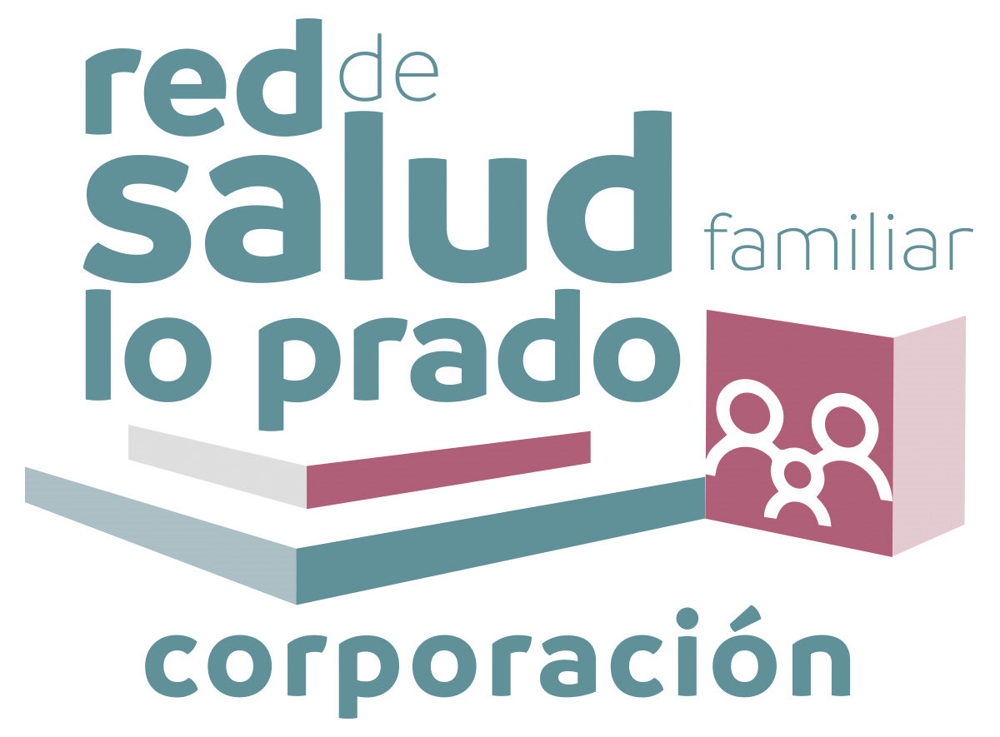 red de
salud familiar
lo prado
corporación